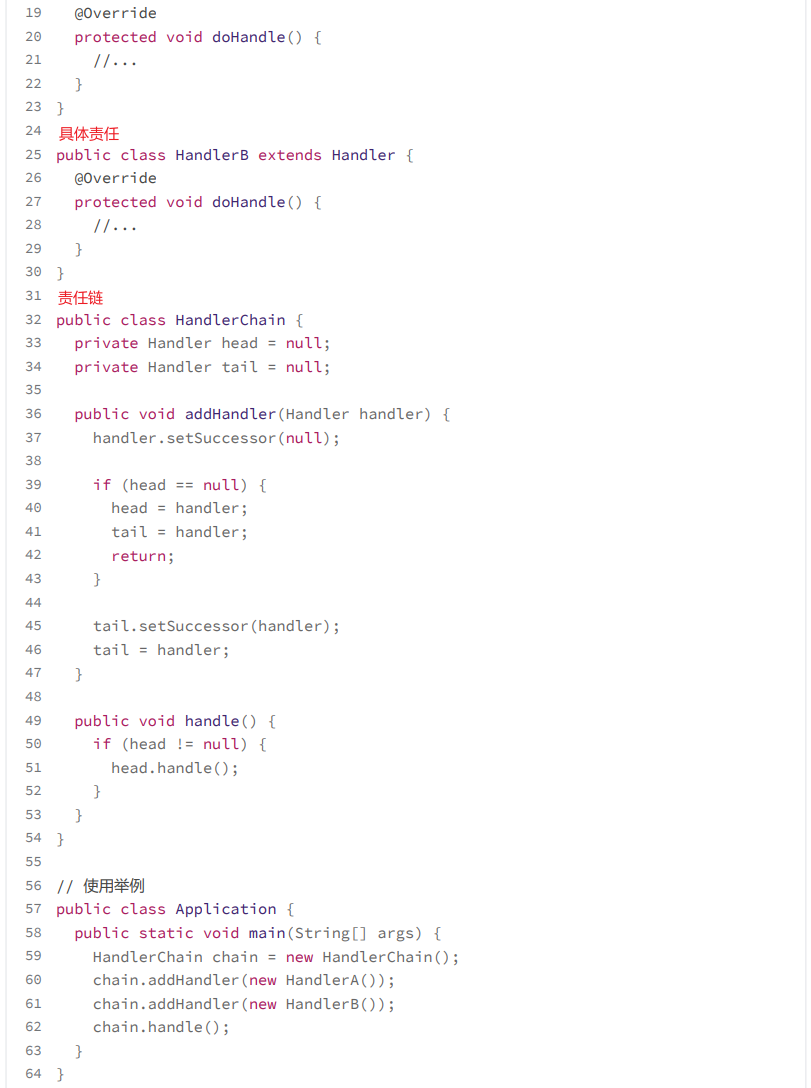 19   @Override
20   protected void doHandle() {
21     //...
22   }
23 }
24 具体责任
25 public class HandlerB extends Handler {
26   @Override
27   protected void doHandle() {
28     //...
29   }
30 }
31 责任链
32 public class HandlerChain {
33   private Handler head = null;
34   private Handler tail = null;
35
36   public void addHandler(Handler handler) {
37     handler.setSuccessor(null);
38
39     if (head == null) {
40       head = handler;
41       tail = handler;
42       return;
43     }
44
45     tail.setSuccessor(handler);
46     tail = handler;
47   }
48
49   public void handle() {
50     if (head != null) {
51       head.handle();
52     }
53   }
54 }
55
56 // 使用举例
57 public class Application {
58   public static void main(String[] args) {
59     HandlerChain chain = new HandlerChain();
60     chain.addHandler(new HandlerA());
61     chain.addHandler(new HandlerB());
62     chain.handle();
63   }
64 }